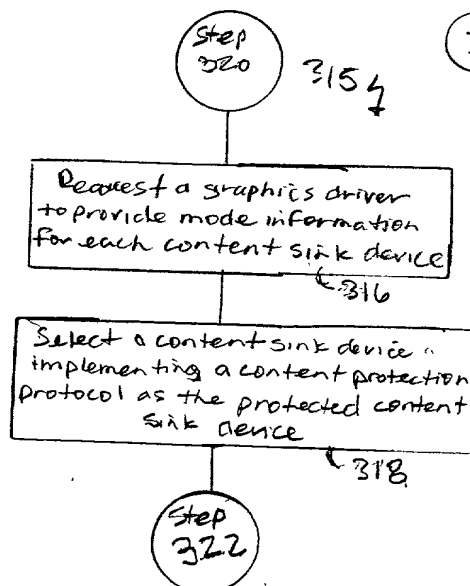 Step
320
315
Request a graphics driver
to provide mode information
for each content sink device
316
Select a content sink device
implementing a content protection
protocol as the protected content
sink device
318
Step
322